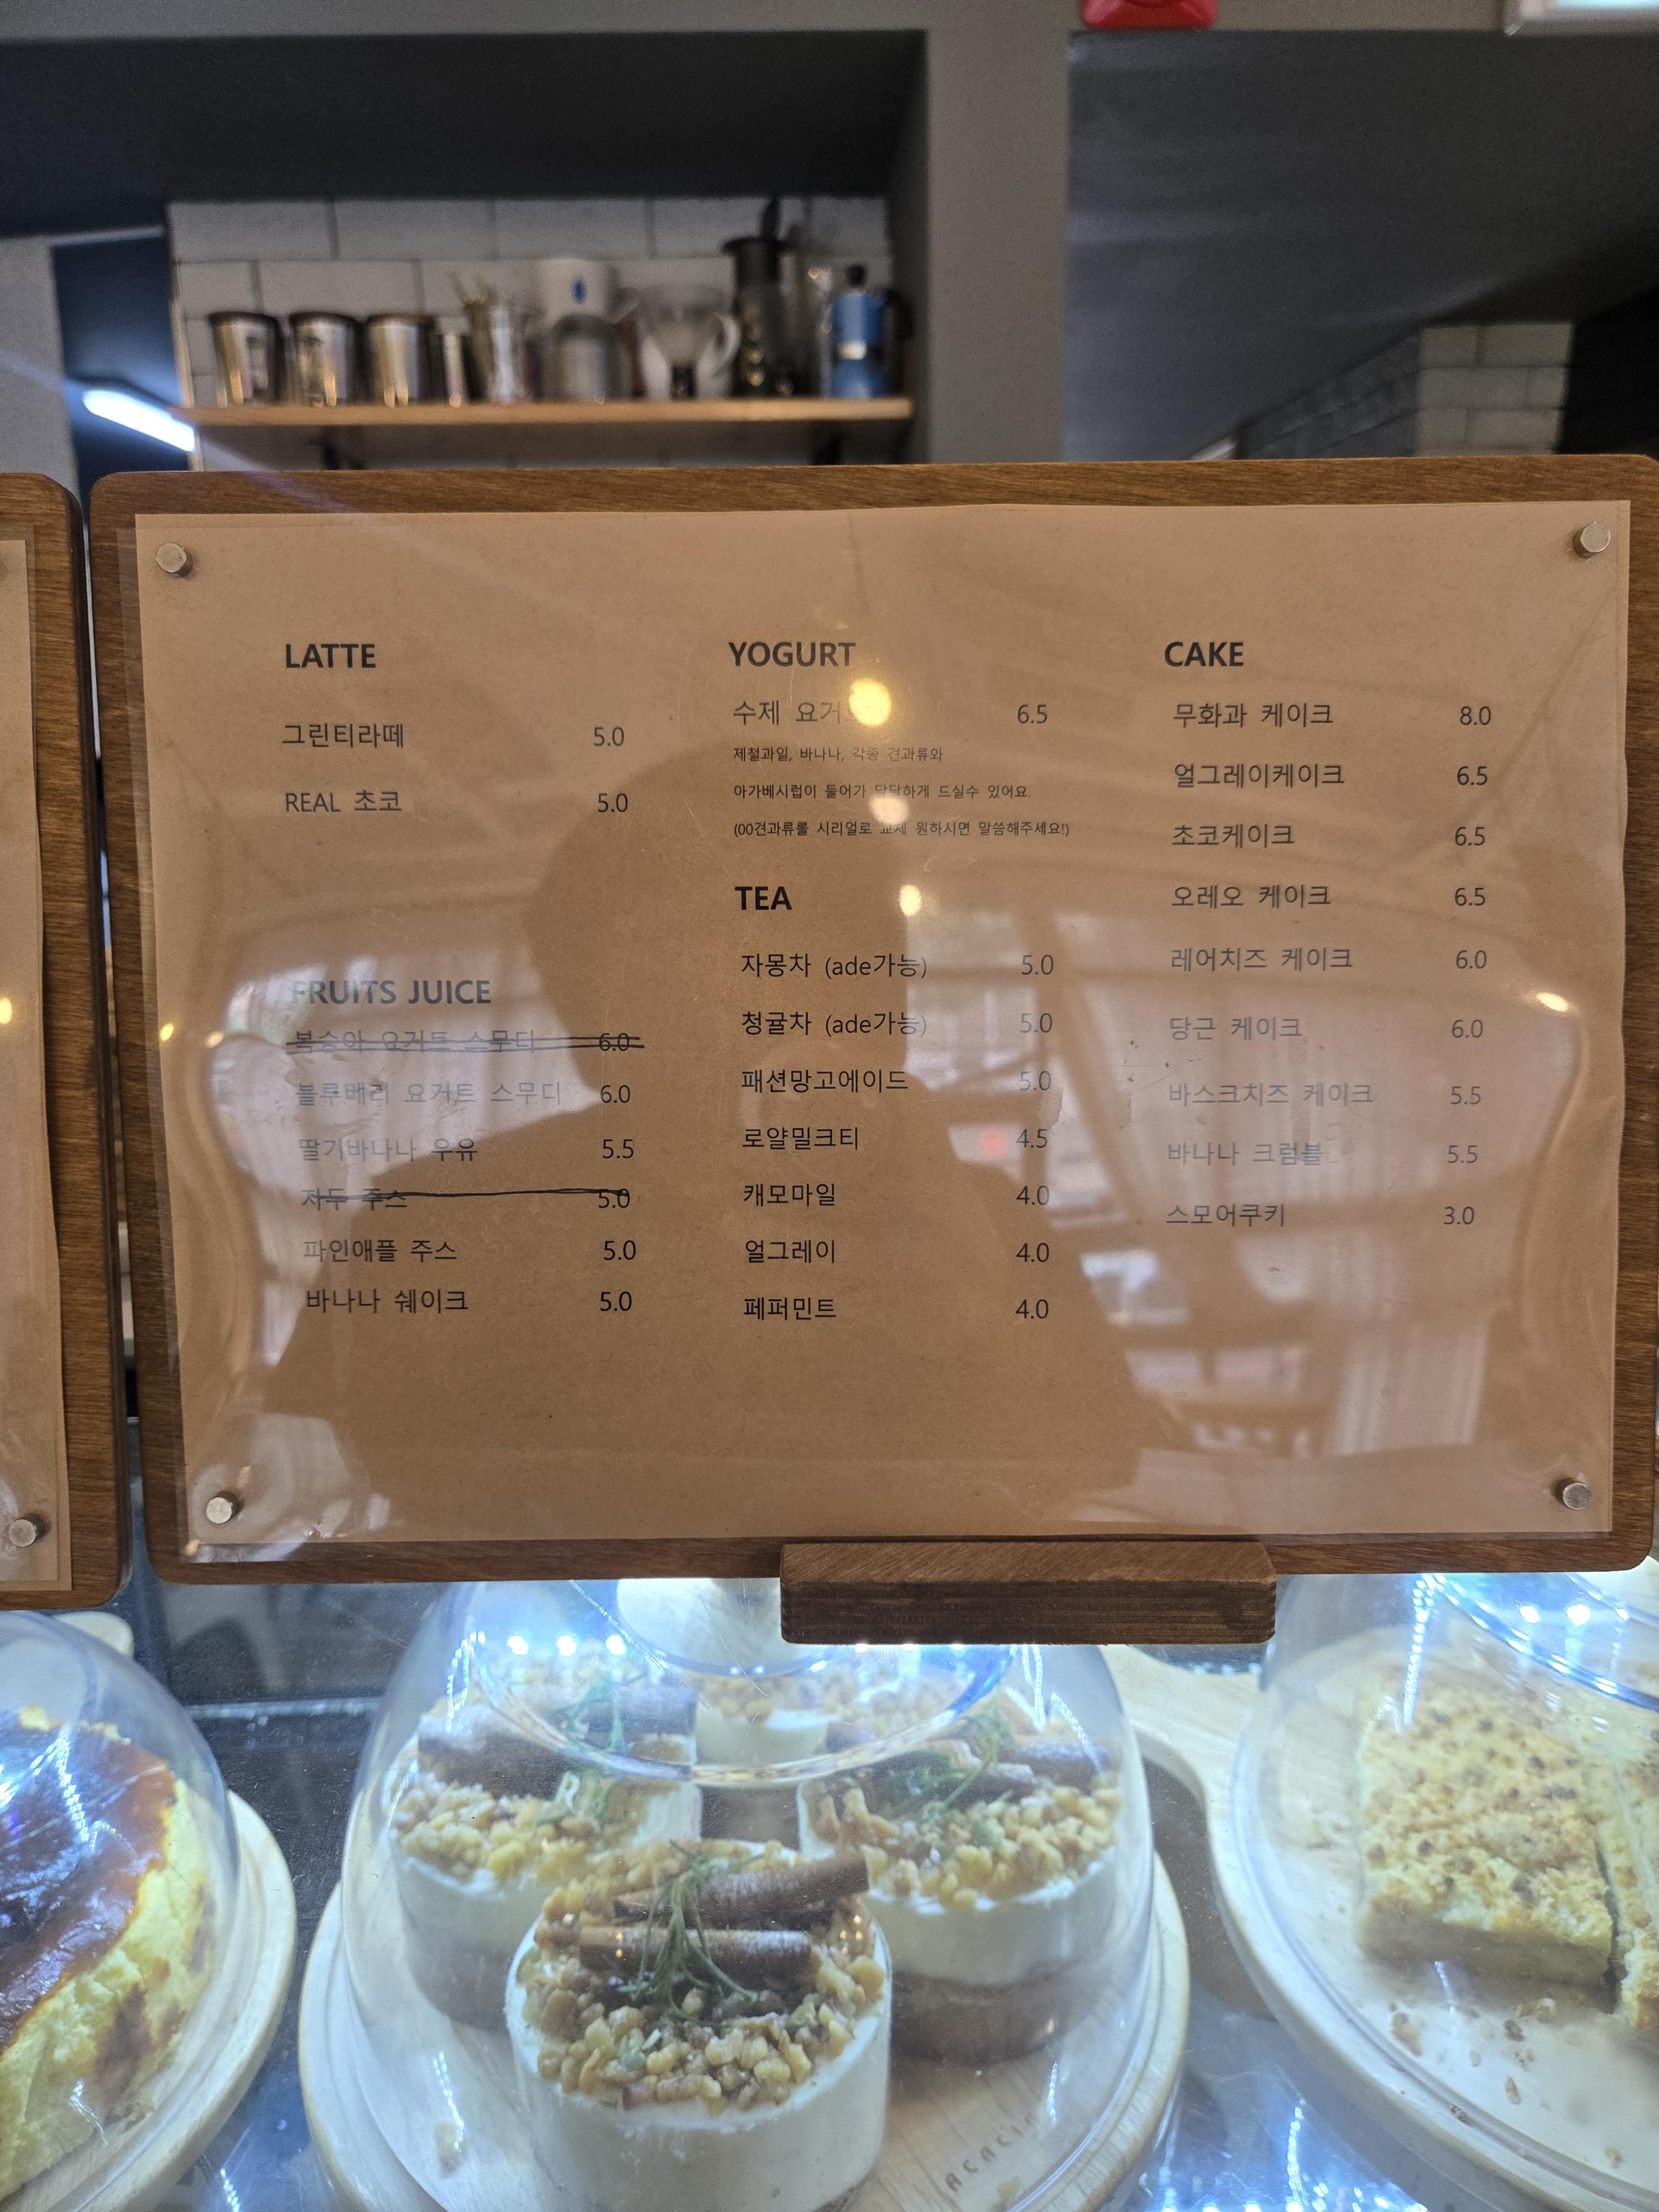 LATTE
그린티라떼 5.0
REAL 초코 5.0
FRUITS JUICE
복숭아 요거트 스무디 6.0
블루베리 요거트 스무디 6.0
딸기바나나 우유 5.5
자두 주스 5.0
파인애플 주스 5.0
바나나 쉐이크 5.0
YOGURT
수제 6.5
제철과일, 바나나, 각종 견과류와
아가베시럽이 들어가 담담하게 드실수 있어요.
(00견과류를 시리얼로 교체 원하시면 말씀해주세요!)
TEA
자몽차 (ade가능) 5.0
청귤차 (ade가능) 5.0
패션망고에이드 5.0
로얄밀크티 4.5
캐모마일 4.0
얼그레이 4.0
페퍼민트 4.0
CAKE
무화과 케이크 8.0
얼그레이케이크 6.5
초코케이크 6.5
오레오 케이크 6.5
레어치즈 케이크 6.0
당근 케이크 6.0
바스크치즈 케이크 5.5
바나나 크럼블 5.5
스모어쿠키 3.0